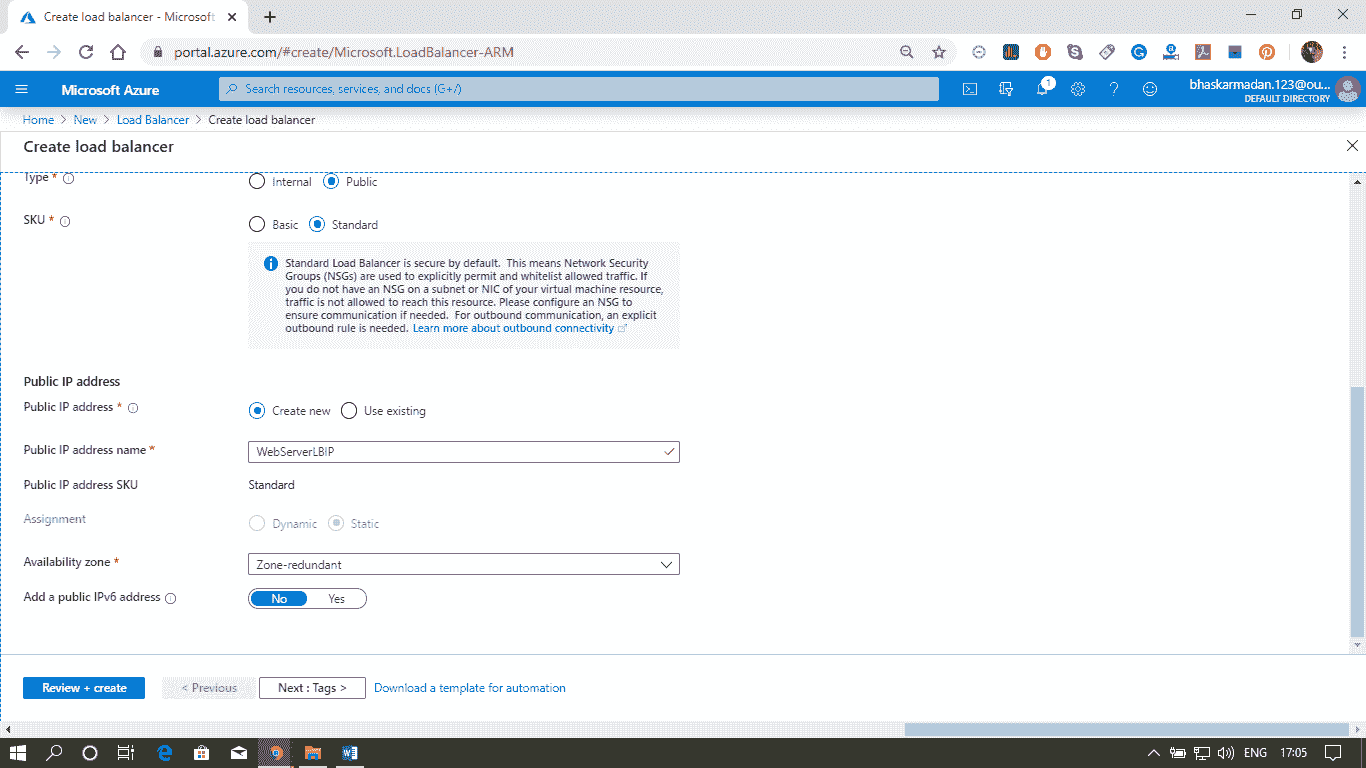 Create load balancer - Microsoft
portal.azure.com/#create/Microsoft.LoadBalancer-ARM
Microsoft Azure
Search resources, services, and docs (G+/)
1
bhaskarmadan.123@ou...
DEFAULT DIRECTORY
Home > New > Load Balancer > Create load balancer
Create load balancer
Type *
Internal Public
SKU *
Basic Standard
Standard Load Balancer is secure by default. This means Network Security
Groups (NSGs) are used to explicitly permit and whitelist allowed traffic. If
you do not have an NSG on a subnet or NIC of your virtual machine resource,
traffic is not allowed to reach this resource. Please configure an NSG to
ensure communication if needed. For outbound communication, an explicit
outbound rule is needed. Learn more about outbound connectivity
Public IP address
Public IP address *
Create new Use existing
Public IP address name *
WebServerLBIP
Public IP address SKU
Standard
Assignment
Dynamic Static
Availability zone *
Zone-redundant
Add a public IPv6 address
No Yes
Review + create
< Previous
Next : Tags >
Download a template for automation
ENG
17:05